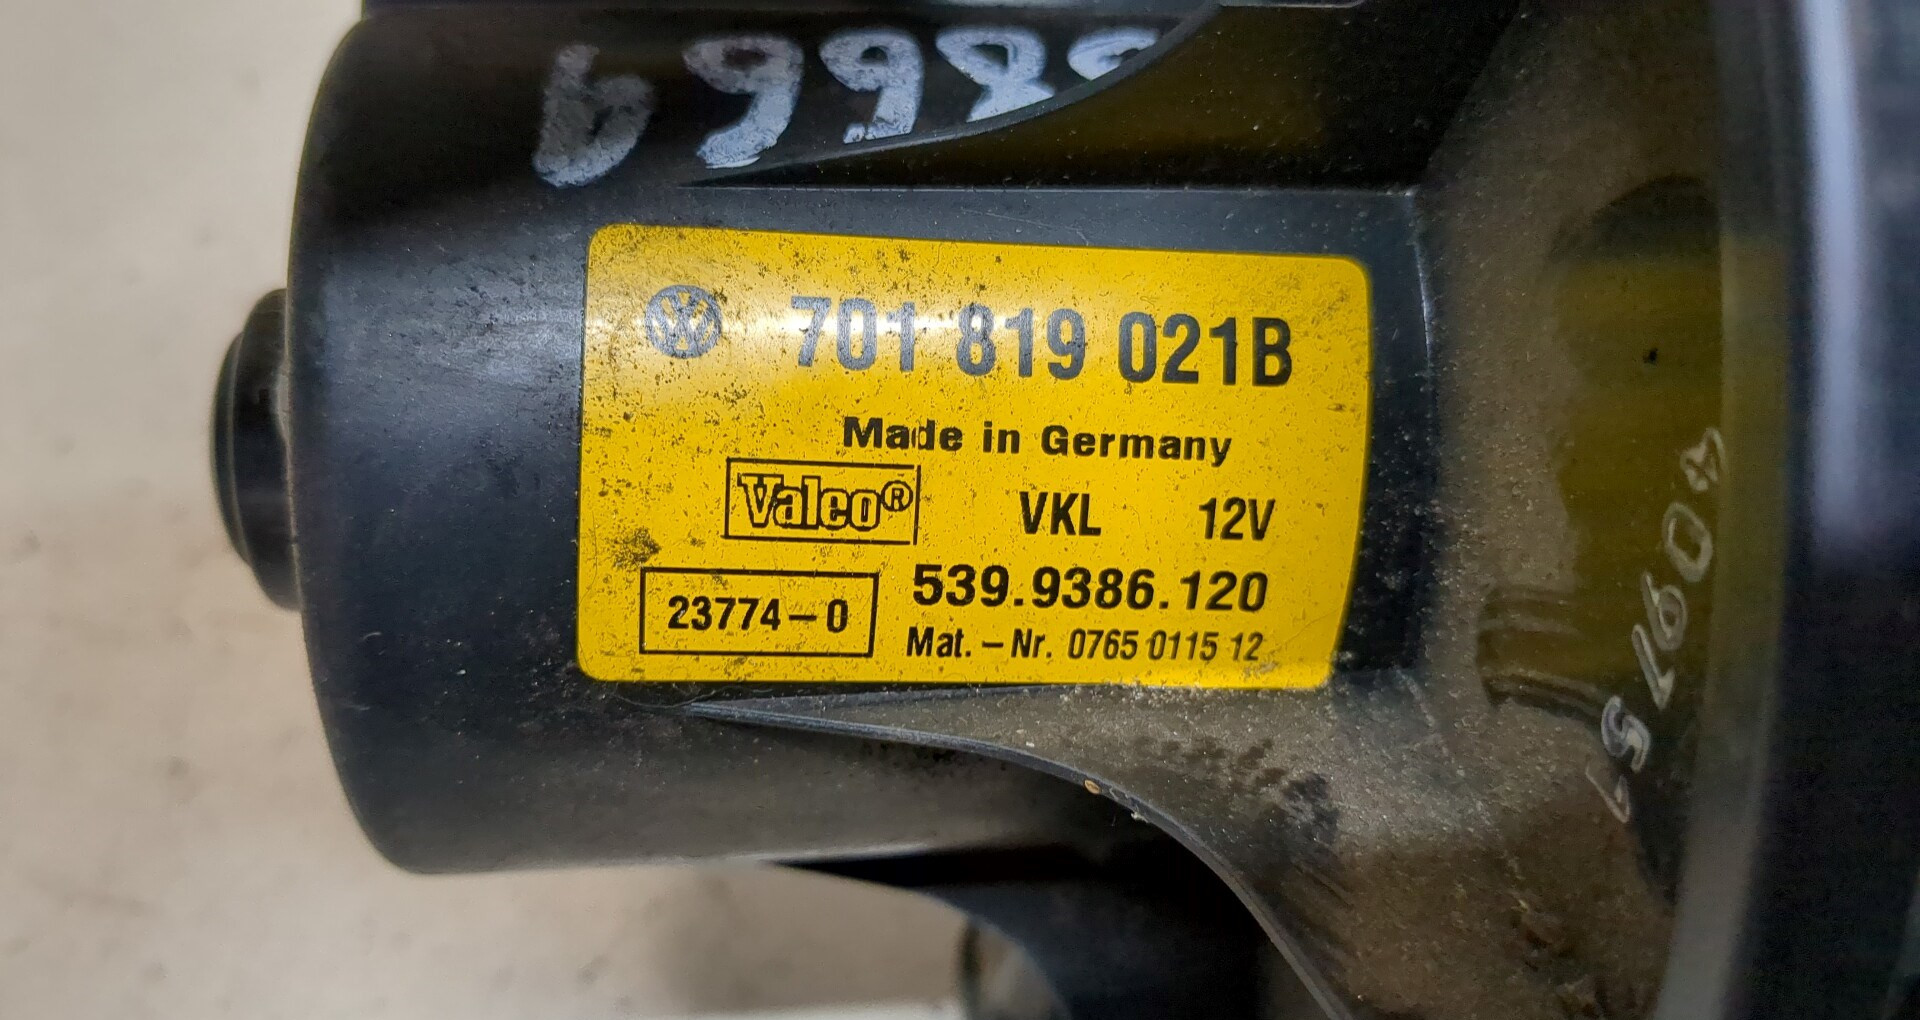 701 819 021B
Made in Germany
Valeo® VKL 12V
23774-0 539.9386.120
Mat. - Nr. 0765 0115 12